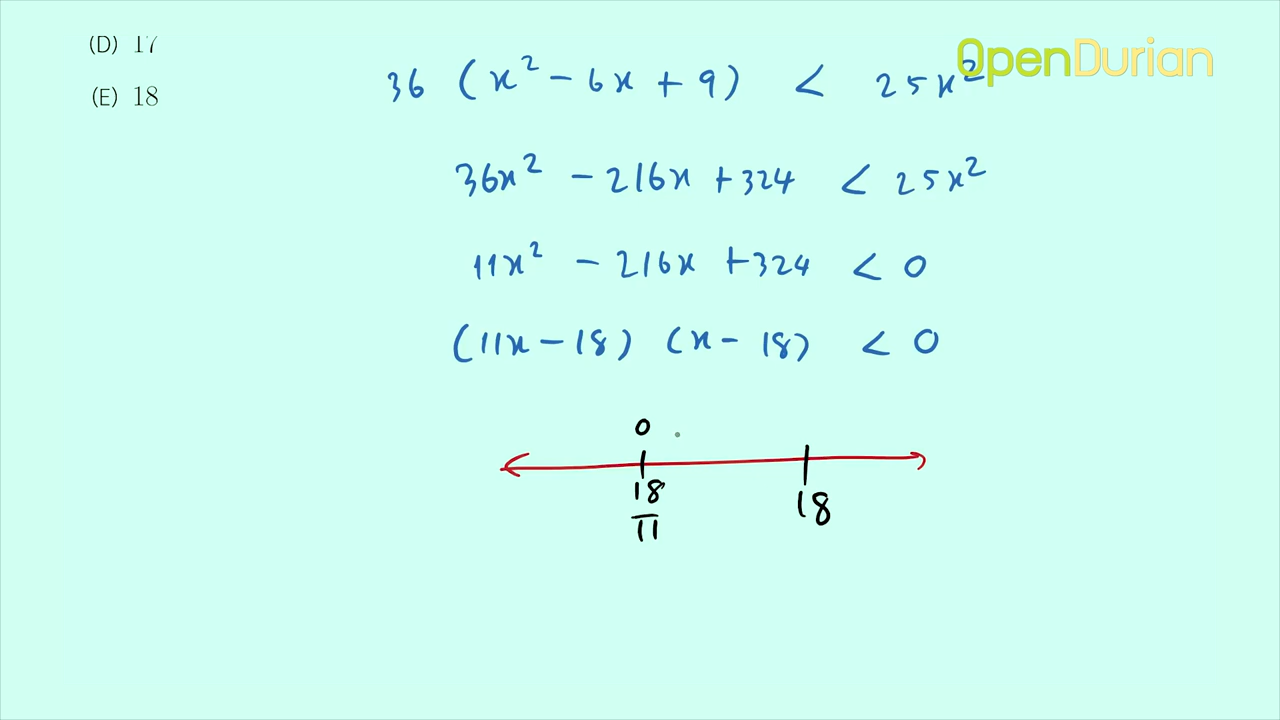 OpenDurian
(D) 17
(E) 18
36 (x² - 6x + 9) < 25x²
36x² - 216x + 324 < 25x²
11x² - 216x + 324 < 0
(11x - 18) (x - 18) < 0
0
18/11
18